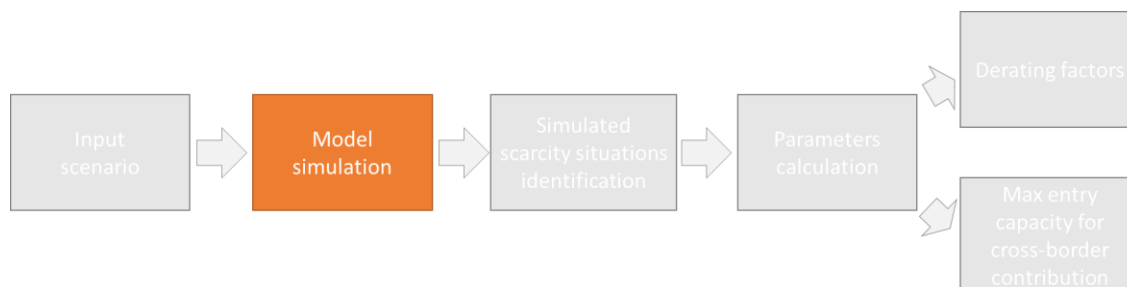 Input
scenario
Model
simulation
Simulated
scarcity situations
identification
Parameters
calculation
Derating factors
Max entry
capacity for
cross-border
contribution